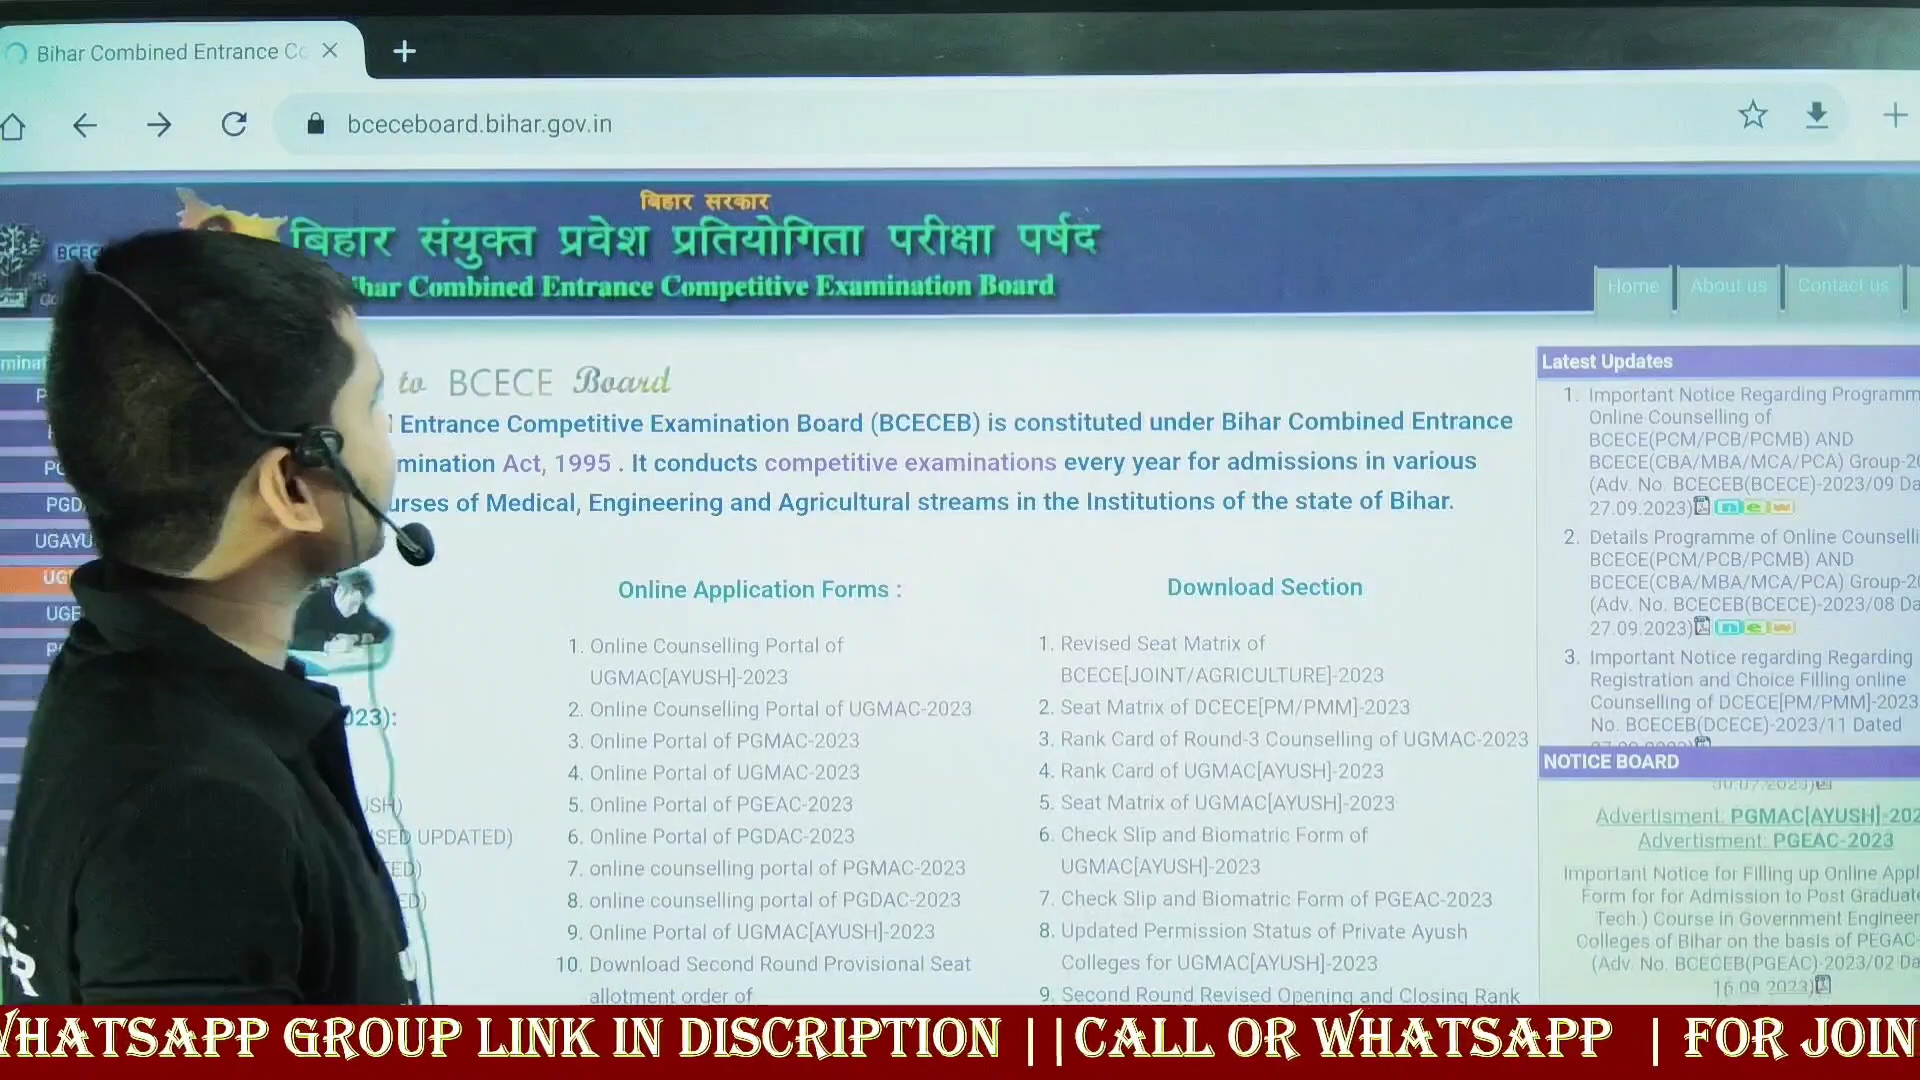 Bihar Combined Entrance Co
bceceboard.bihar.gov.in
बिहार सरकार
बिहार संयुक्त प्रवेश प्रतियोगिता परीक्षा पर्षद
har Combined Entrance Competitive Examination Board
Home
About us
Contact us
to BCECE Board
Entrance Competitive Examination Board (BCECEB) is constituted under Bihar Combined Entrance
mination Act, 1995 . It conducts competitive examinations every year for admissions in various
urses of Medical, Engineering and Agricultural streams in the Institutions of the state of Bihar.
UGAYU
UGE
023):
USH)
SED UPDATED)
ED)
ED)
Online Application Forms :
1. Online Counselling Portal of
UGMAC[AYUSH]-2023
2. Online Counselling Portal of UGMAC-2023
3. Online Portal of PGMAC-2023
4. Online Portal of UGMAC-2023
5. Online Portal of PGEAC-2023
6. Online Portal of PGDAC-2023
7. online counselling portal of PGMAC-2023
8. online counselling portal of PGDAC-2023
9. Online Portal of UGMAC[AYUSH]-2023
10. Download Second Round Provisional Seat
allotment order of
Download Section
1. Revised Seat Matrix of
BCECE[JOINT/AGRICULTURE]-2023
2. Seat Matrix of DCECE[PM/PMM]-2023
3. Rank Card of Round-3 Counselling of UGMAC-2023
4. Rank Card of UGMAC[AYUSH]-2023
5. Seat Matrix of UGMAC[AYUSH]-2023
6. Check Slip and Biomatric Form of
UGMAC[AYUSH]-2023
7. Check Slip and Biomatric Form of PGEAC-2023
8. Updated Permission Status of Private Ayush
Colleges for UGMAC[AYUSH]-2023
9. Second Round Revised Opening and Closing Rank
Latest Updates
1. Important Notice Regarding Programm
Online Counselling of
BCECE(PCM/PCB/PCMB) AND
BCECE(CBA/MBA/MCA/PCA) Group-20
(Adv. No. BCECEB(BCECE)-2023/09 Da
27.09.2023) new
2. Details Programme of Online Counselli
BCECE(PCM/PCB/PCMB) AND
BCECE(CBA/MBA/MCA/PCA) Group-20
(Adv. No. BCECEB(BCECE)-2023/08 Da
27.09.2023) new
3. Important Notice regarding Regarding
Registration and Choice Filling online
Counselling of DCECE[PM/PMM]-2023
No. BCECEB(DCECE)-2023/11 Dated
NOTICE BOARD
Advertisment: PGMAC[AYUSH]-202
Advertisment: PGEAC-2023
Important Notice for Filling up Online Appl
Form for for Admission to Post Graduate
Tech.) Course in Government Engineer
Colleges of Bihar on the basis of PEGAC-
(Adv. No. BCECEB(PGEAC)-2023/02 Da
16.09.2023)
WHATSAPP GROUP LINK IN DISCRIPTION ||CALL OR WHATSAPP | FOR JOIN